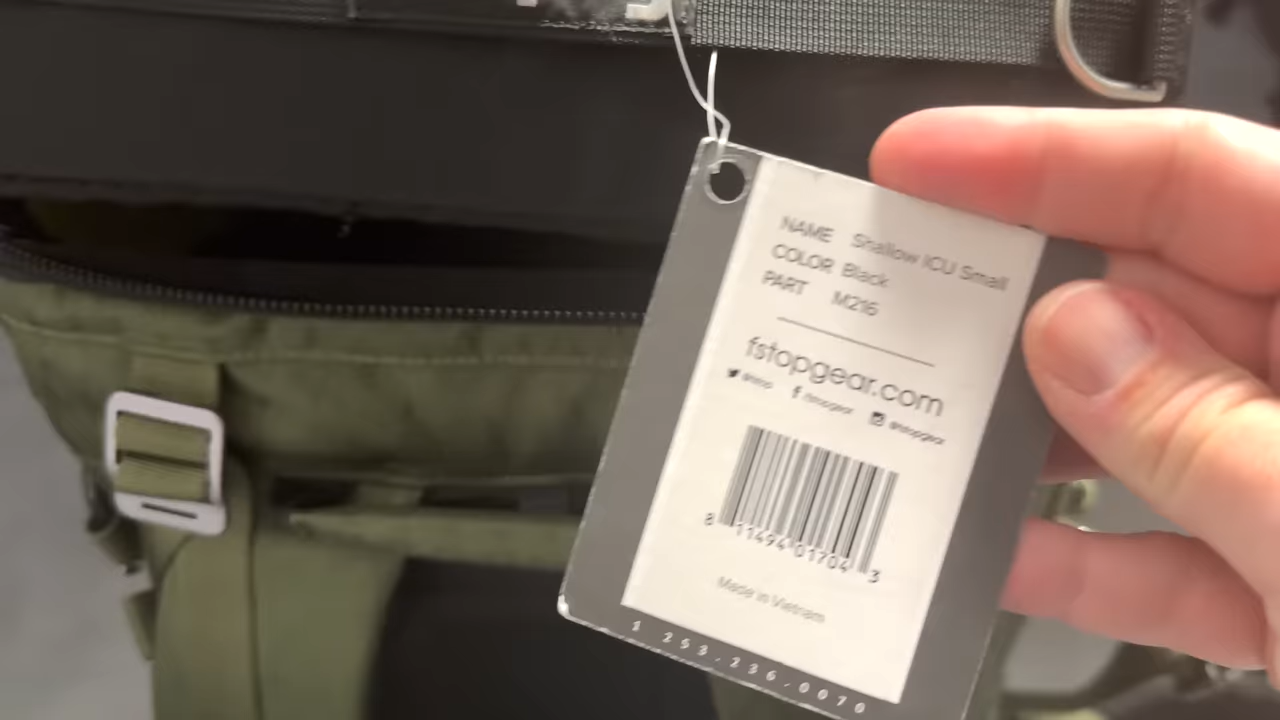 NAME Shallow ICU Small
COLOR Black
PART M216
fstopgear.com
8 11494 01704 3
Made in Vietnam
1 253.236.0070